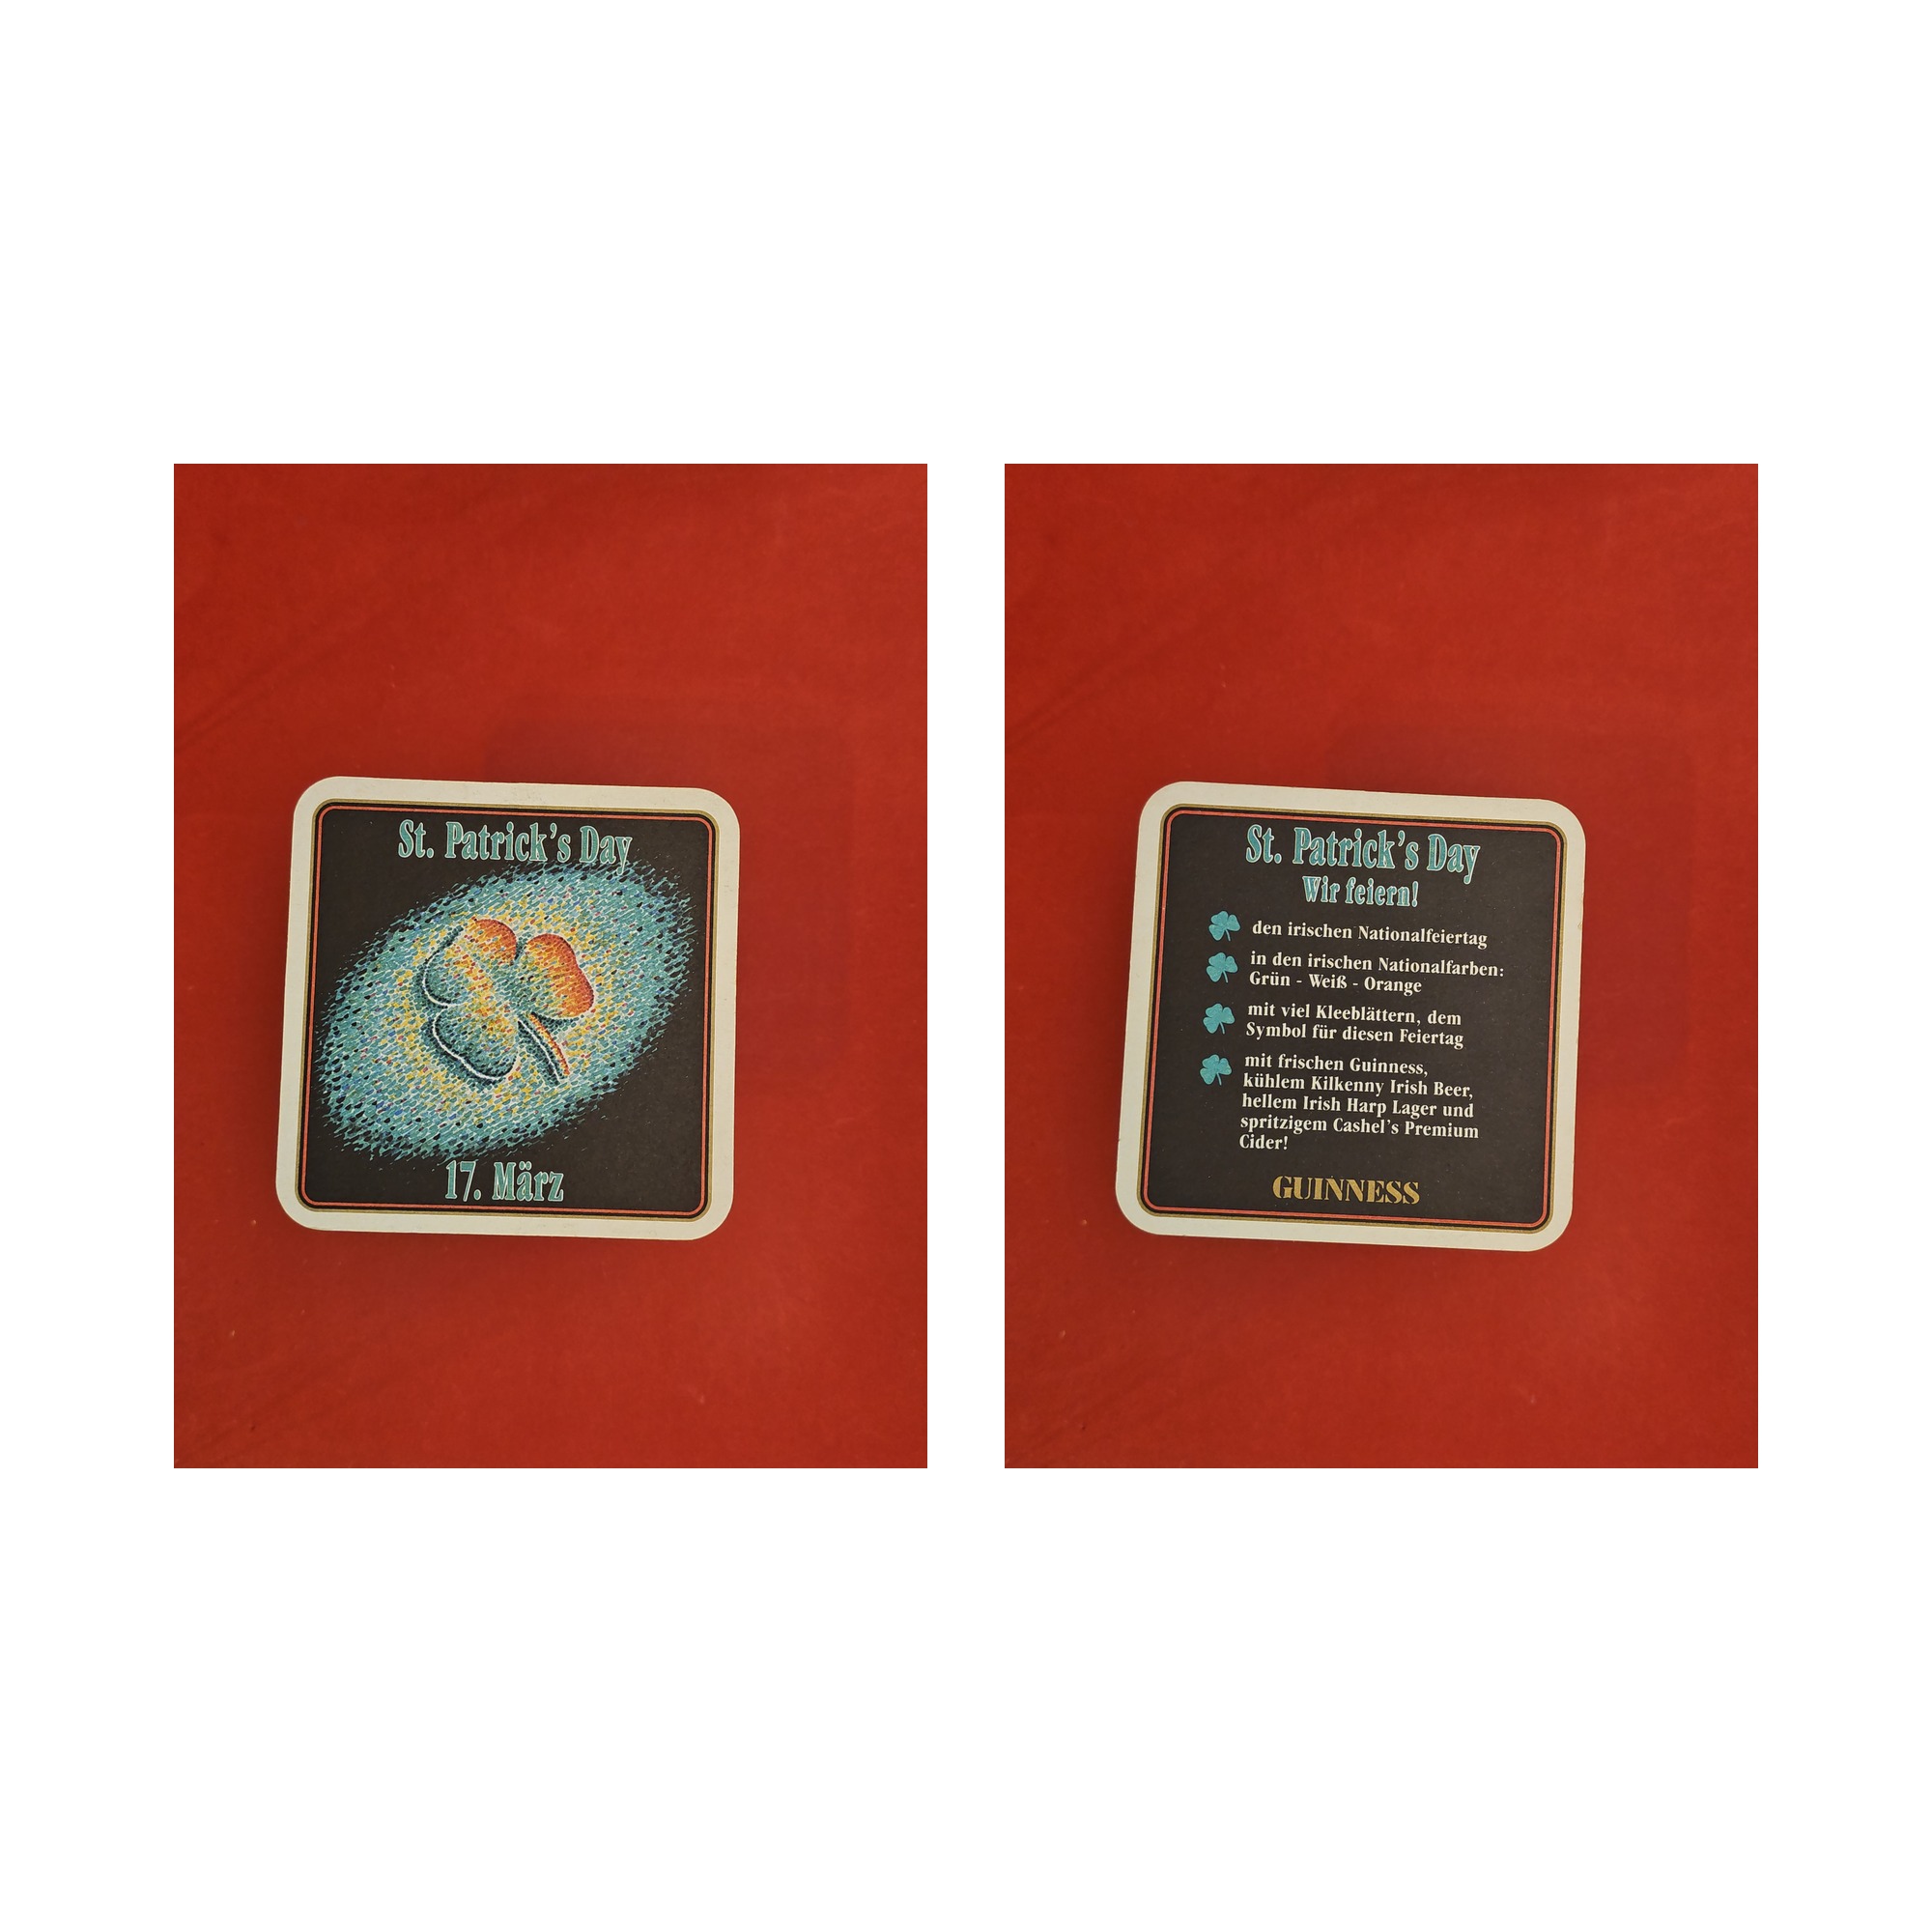 St. Patrick's Day
17. März
St. Patrick's Day
Wir feiern!
den irischen Nationalfeiertag
in den irischen Nationalfarben:
Grün - Weiß - Orange
mit viel Kleeblättern, dem
Symbol für diesen Feiertag
mit frischen Guinness,
kühlem Kilkenny Irish Beer,
hellem Irish Harp Lager und
spritzigem Cashel's Premium
Cider!
GUINNESS